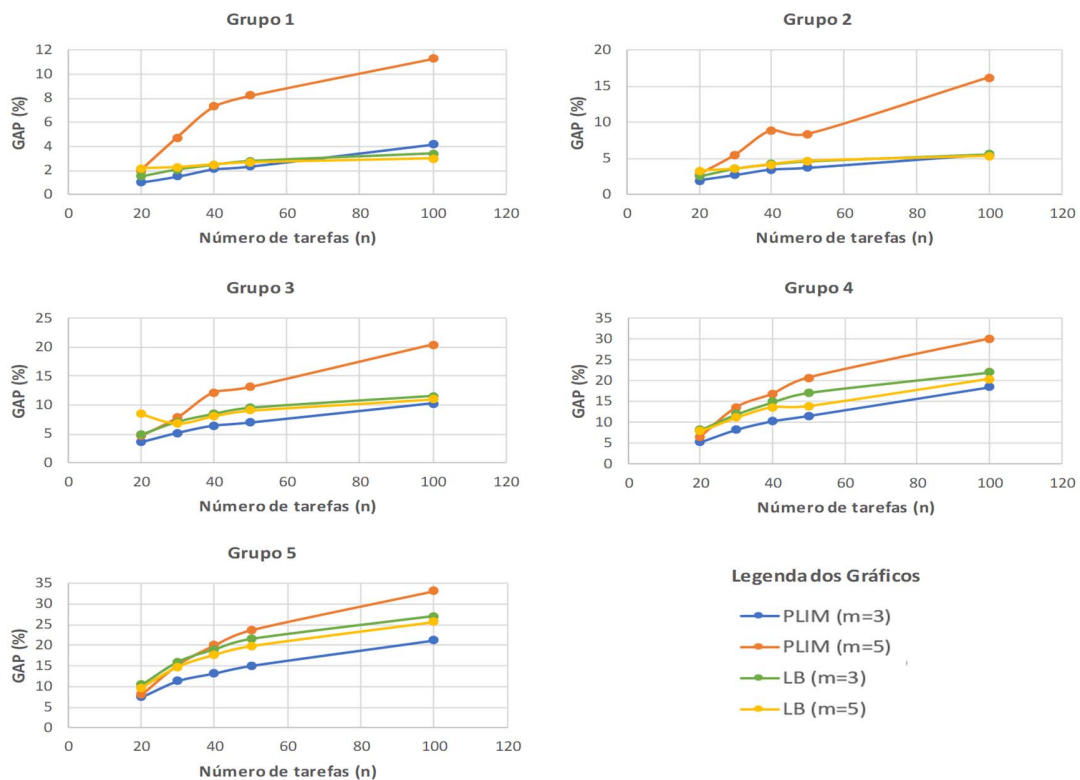 Grupo 1
12
10
8
6
4
2
0
GAP (%)
0 20 40 60 80 100 120
Número de tarefas (n)
Grupo 2
20
15
10
5
0
GAP (%)
0 20 40 60 80 100 120
Número de tarefas (n)
Grupo 3
25
20
15
10
5
0
GAP (%)
0 20 40 60 80 100 120
Número de tarefas (n)
Grupo 4
35
30
25
20
15
10
5
0
GAP (%)
0 20 40 60 80 100 120
Número de tarefas (n)
Grupo 5
35
30
25
20
15
10
5
0
GAP (%)
0 20 40 60 80 100 120
Número de tarefas (n)
Legenda dos Gráficos
PLIM (m=3)
PLIM (m=5)
LB (m=3)
LB (m=5)